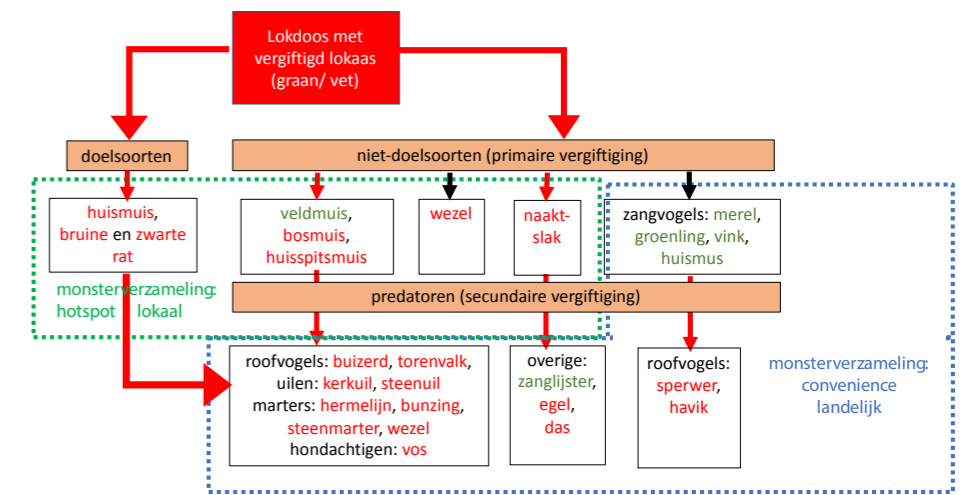 Lokdoos met
vergiftigd lokaas
(graan/ vet)
doelsoorten
niet-doelsoorten (primaire vergiftiging)
huismuis,
bruine en zwarte
rat
veldmuis,
bosmuis,
huisspitsmuis
wezel
naakt-
slak
zangvogels: merel,
groenling, vink,
huismus
monsterverzameling:
hotspot lokaal
predatoren (secundaire vergiftiging)
roofvogels: buizerd, torenvalk,
uilen: kerkuil, steenuil
marters: hermelijn, bunzing,
steenmarter, wezel
hondachtigen: vos
overige:
zanglijster,
egel,
das
roofvogels:
sperwer,
havik
monsterverzameling:
convenience
landelijk